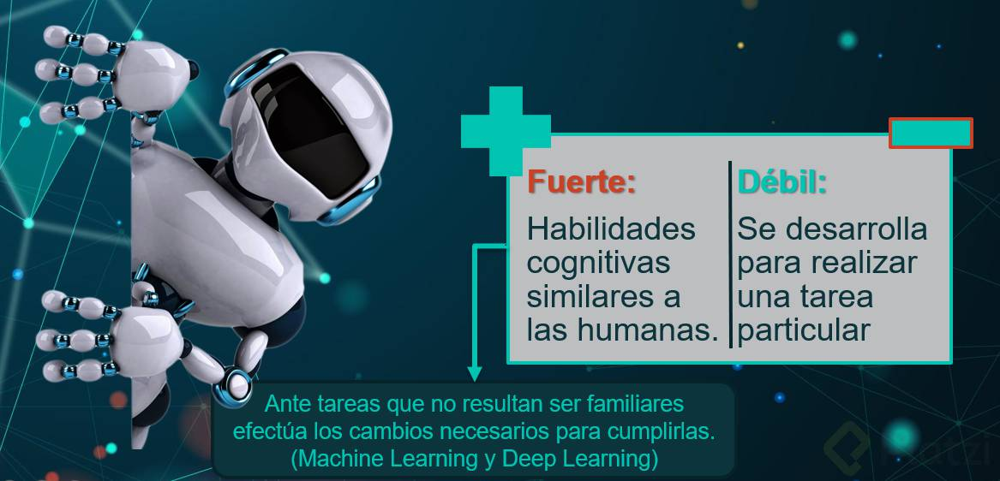 Fuerte:
Habilidades
cognitivas
similares a
las humanas.
Débil:
Se desarrolla
para realizar
una tarea
particular
Ante tareas que no resultan ser familiares
efectúa los cambios necesarios para cumplirlas.
(Machine Learning y Deep Learning)